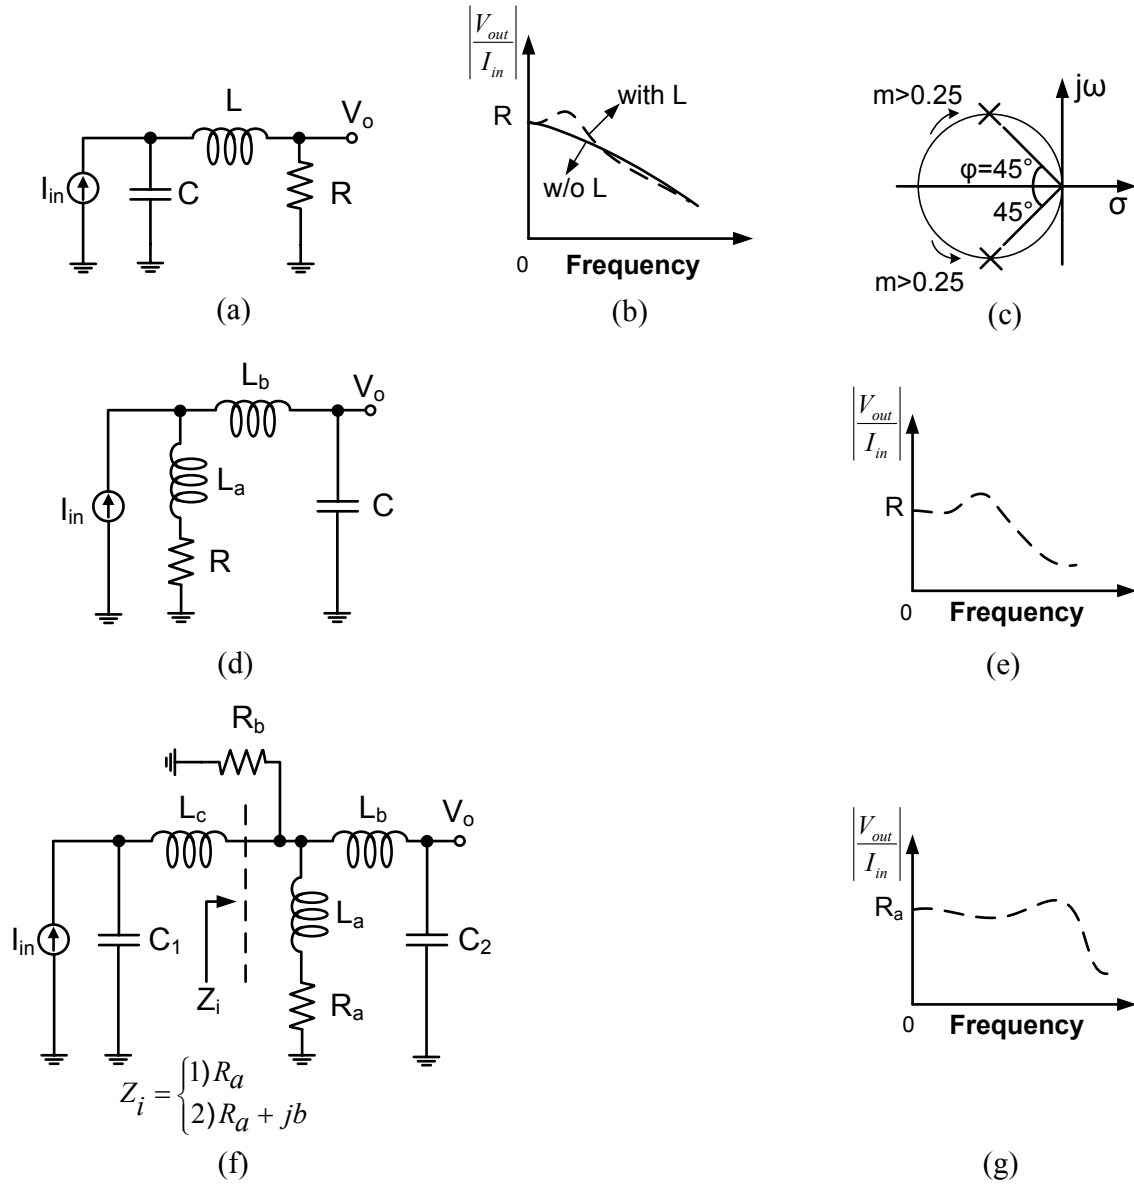 L
V_o
I_in
C
R
(a)
|V_out / I_in|
R
with L
w/o L
0
Frequency
(b)
jω
m>0.25
φ=45°
45°
σ
m>0.25
(c)
L_b
V_o
L_a
I_in
C
R
(d)
|V_out / I_in|
R
0
Frequency
(e)
R_b
L_c
L_b
V_o
L_a
I_in
C_1
C_2
Z_i
R_a
Z_i = { 1) R_a
2) R_a + jb
(f)
|V_out / I_in|
R_a
0
Frequency
(g)